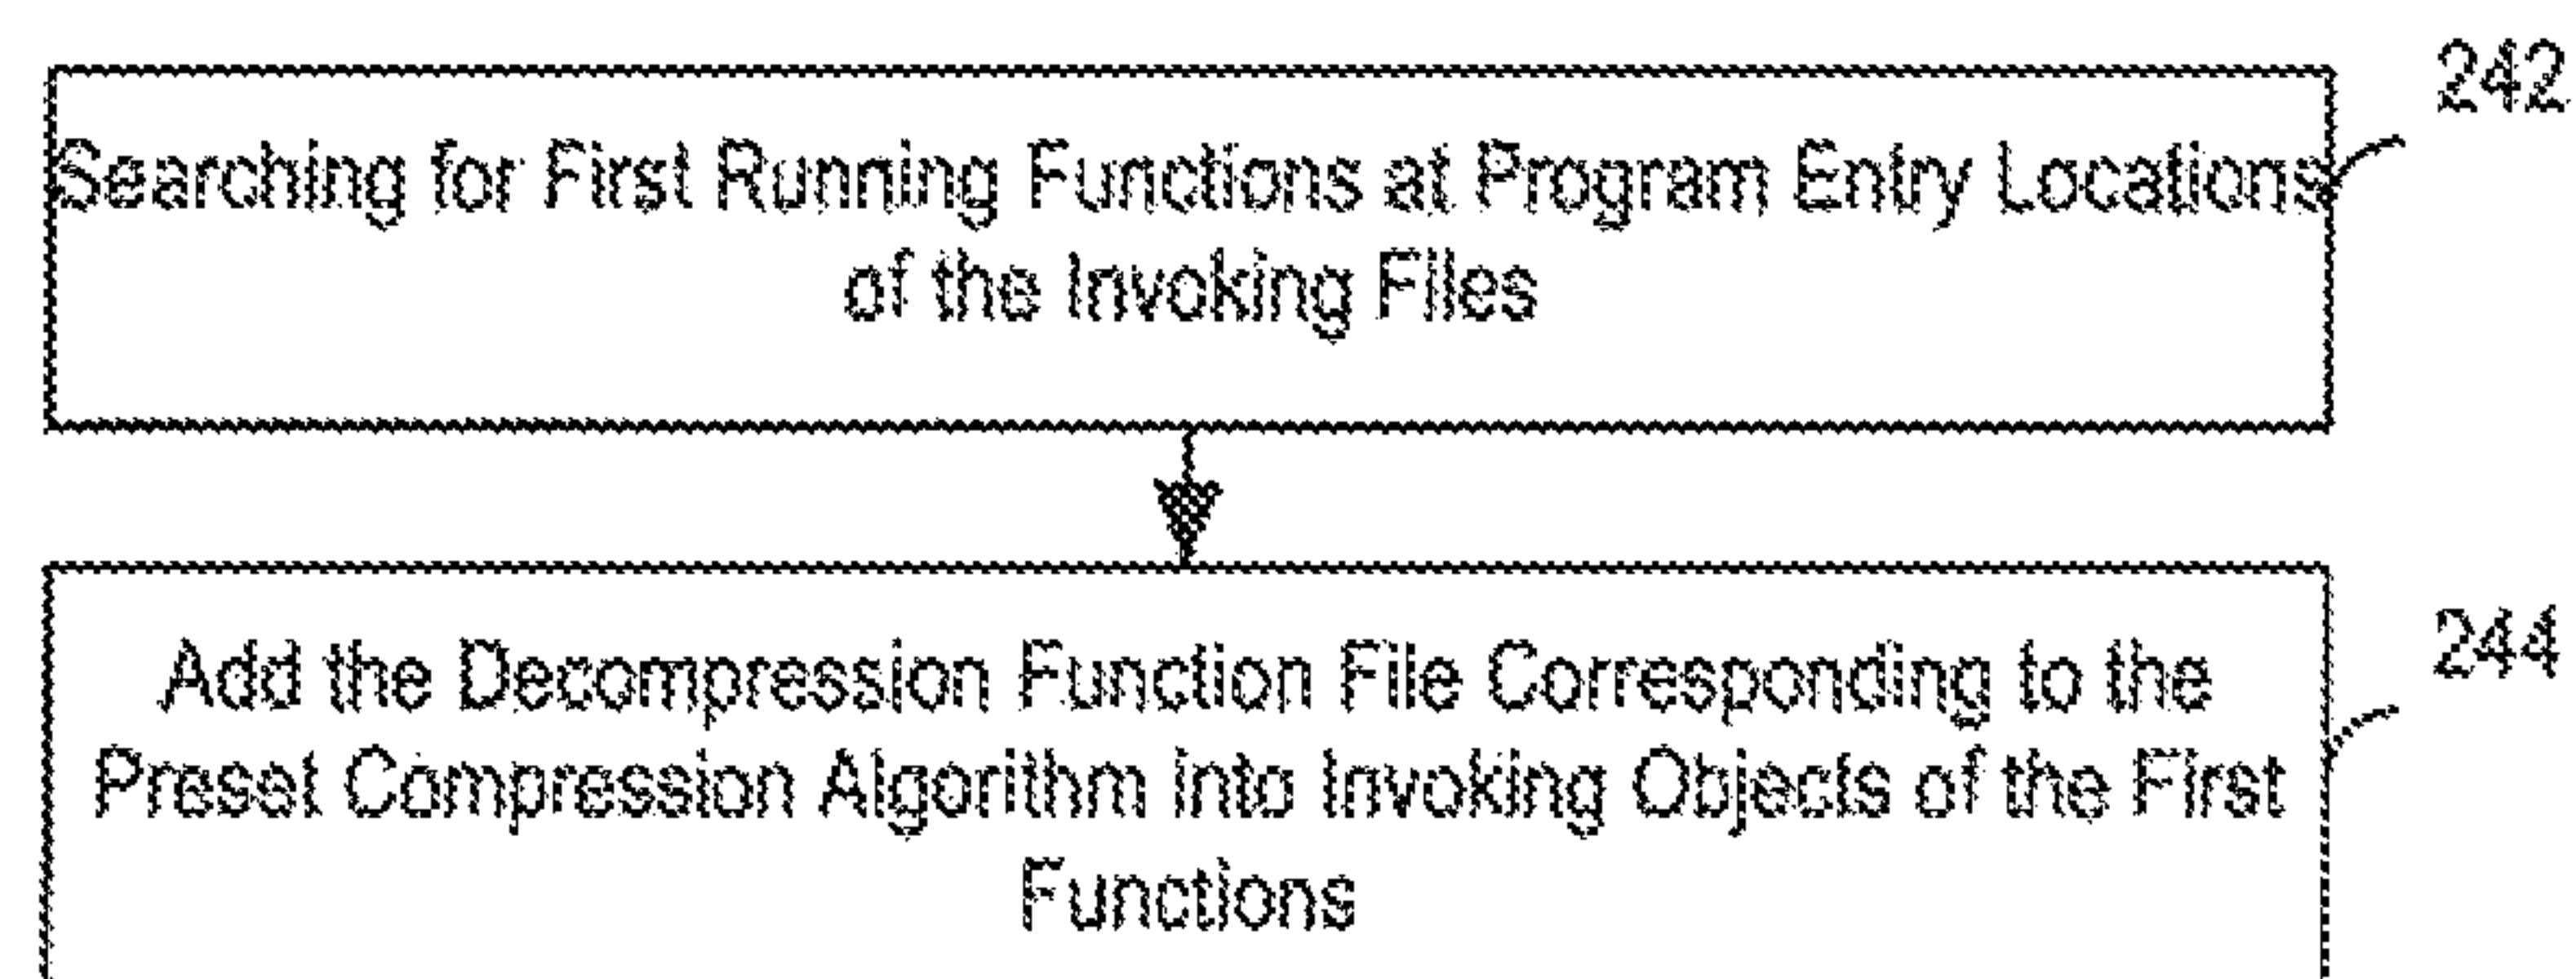 242
Searching for First Running Functions at Program Entry Locations
of the Invoking Files
244
Add the Decompression Function File Corresponding to the
Preset Compression Algorithm into Invoking Objects of the First
Functions